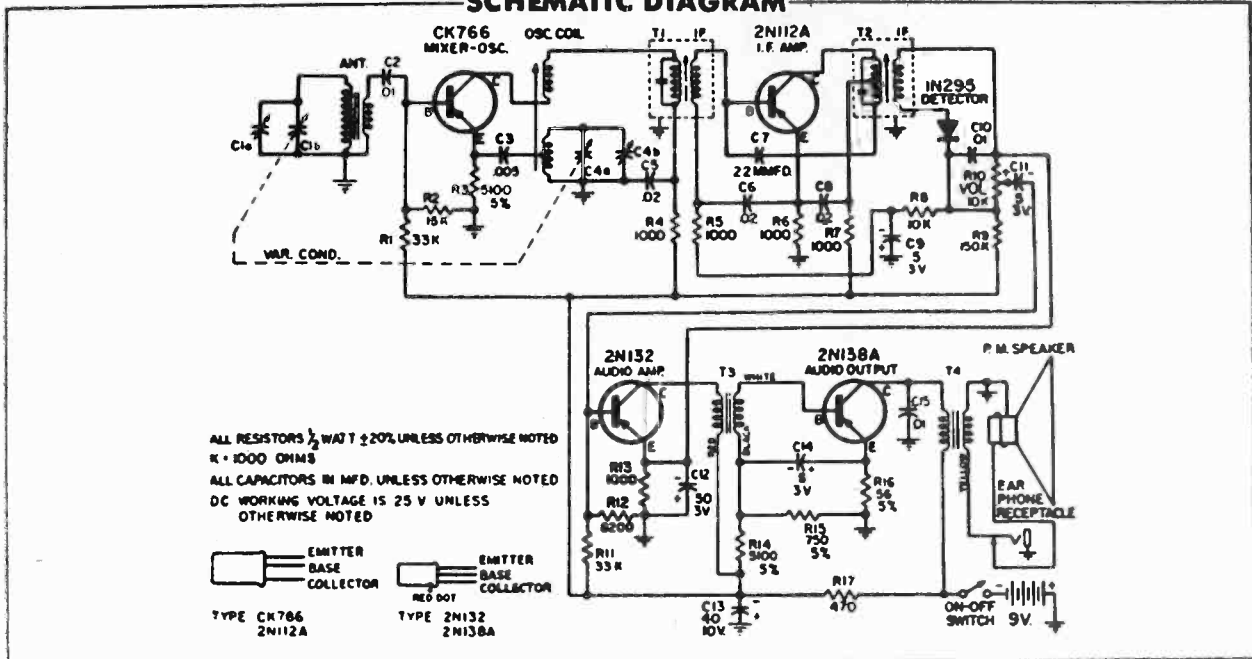 SCHEMATIC DIAGRAM
CK766
MIXER-OSC.
OSC. COIL
T1 IF
2N112A
I.F. AMP.
T2 IF
ANT.
C2
.01
C
B
E
C
B
E
1N295
DETECTOR
C1a
C1b
C3
.005
C4a
C4b
C5
.02
C7
22 MMFD.
C6
.02
C8
.02
C10
.01
R10
VOL
10K
C11
5
3V
R3
5100
5%
R2
15K
R1
33K
R4
1000
R5
1000
R6
1000
R7
1000
R8
10K
C9
5
3V
R9
150K
VAR. COND.
2N132
AUDIO AMP.
T3
WHITE
2N138A
AUDIO OUTPUT
T4
P.M. SPEAKER
C
B
E
C
B
E
RED
BLACK
C15
.01
YELLOW
EAR
PHONE
RECEPTACLE
R13
1000
C12
50
3V
R12
8200
R11
33K
C14
8
3V
R16
56
5%
R15
750
5%
R14
5100
5%
C13
40
10V.
R17
470
ON-OFF
SWITCH
9V.
ALL RESISTORS ½ WATT ±20% UNLESS OTHERWISE NOTED
K = 1000 OHMS
ALL CAPACITORS IN MFD. UNLESS OTHERWISE NOTED
DC WORKING VOLTAGE IS 25 V UNLESS
OTHERWISE NOTED
EMITTER
BASE
COLLECTOR
TYPE CK766
2N112A
EMITTER
BASE
COLLECTOR
RED DOT
TYPE 2N132
2N138A